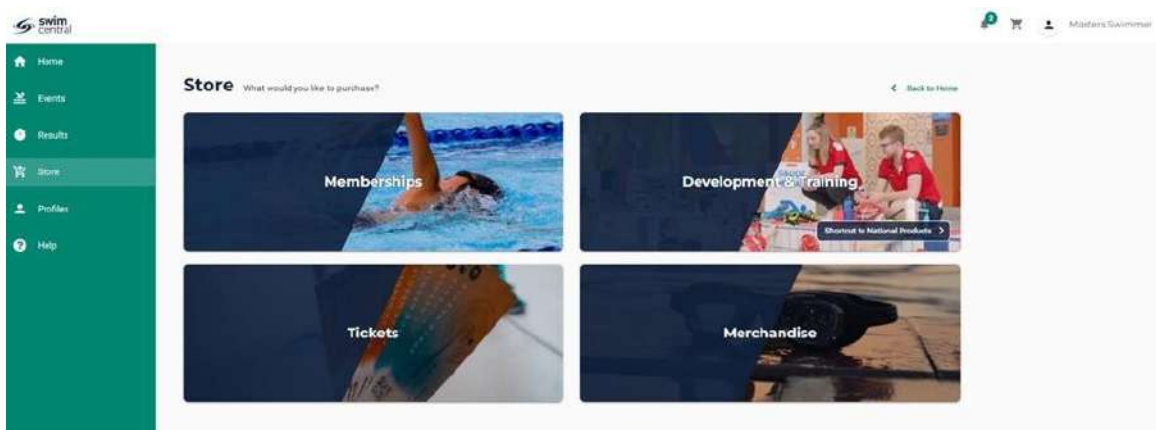 swim
central
2
Masters Swimmer
Home
Events
Results
Store
Profiles
Help
Store What would you like to purchase?
Back to Home
Memberships
Development & Training
Shortcut to National Products
Tickets
Merchandise